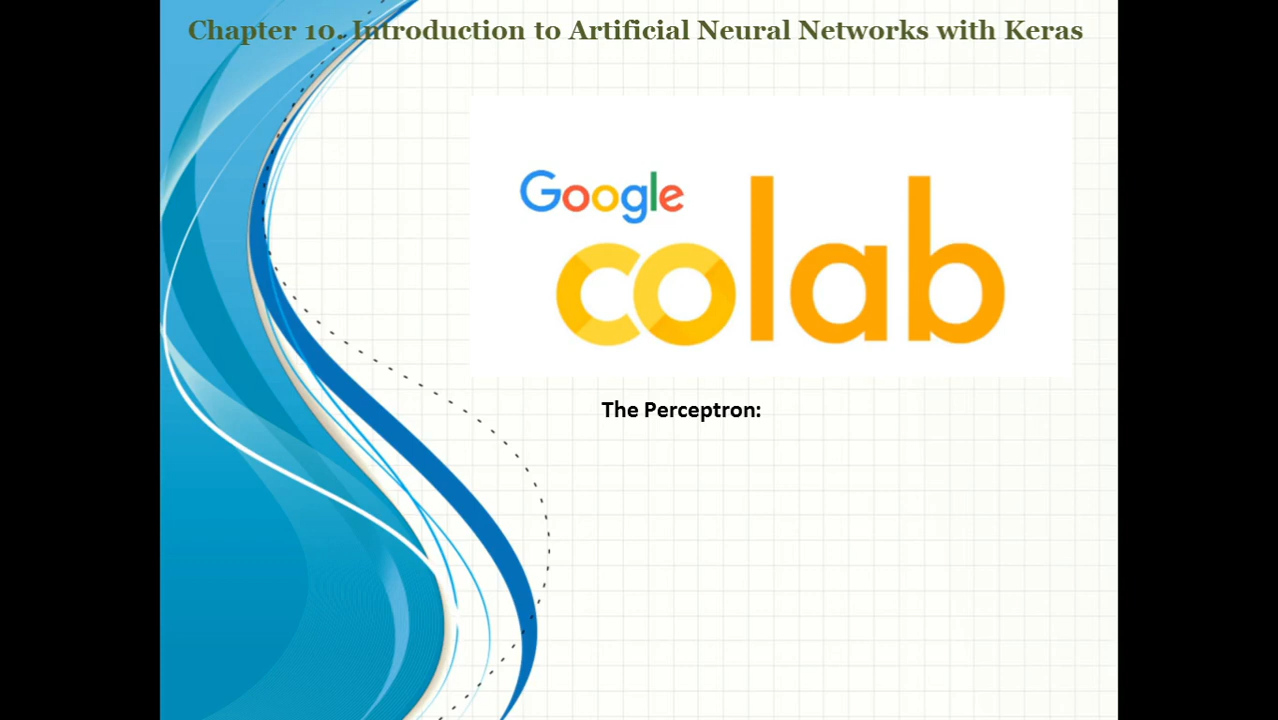 Chapter 10. Introduction to Artificial Neural Networks with Keras
Google
colab
The Perceptron: